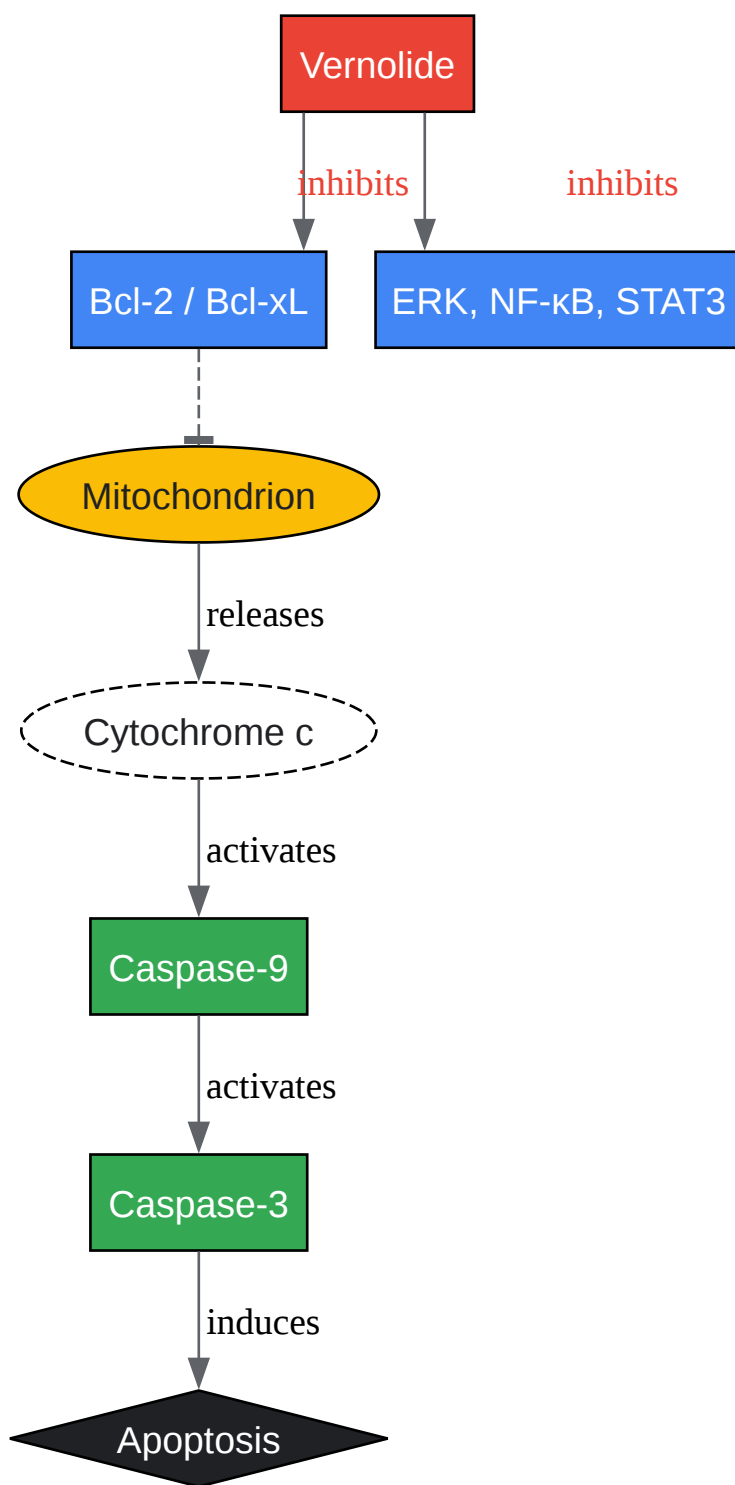 Vernolide
inhibits
inhibits
Bcl-2 / Bcl-xL
ERK, NF-κB, STAT3
Mitochondrion
releases
Cytochrome c
activates
Caspase-9
activates
Caspase-3
induces
Apoptosis